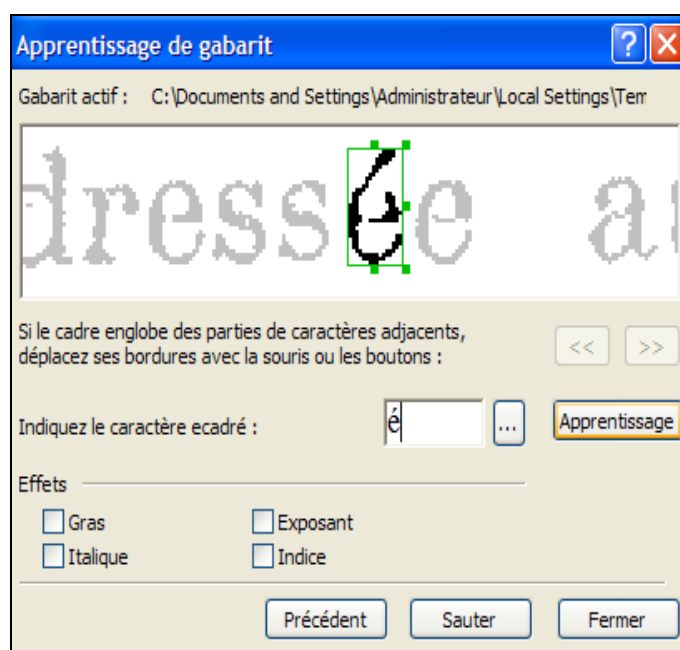 Apprentissage de gabarit
Gabarit actif : C:\Documents and Settings\Administrateur\Local Settings\Tem
dressée a
Si le cadre englobe des parties de caractères adjacents,
déplacez ses bordures avec la souris ou les boutons :
<< >>
Indiquez le caractère ecadré : é ... Apprentissage
Effets
Gras Exposant
Italique Indice
Précédent Sauter Fermer